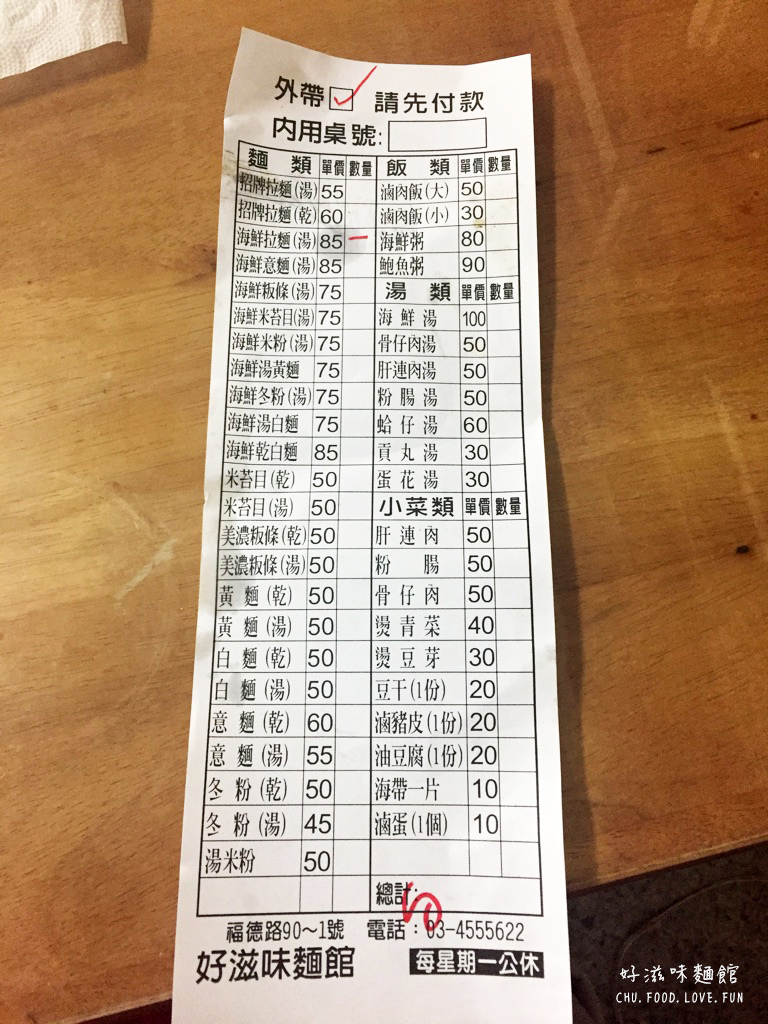 外帶 請先付款
內用桌號:
麵類 單價 數量 飯類 單價 數量
招牌拉麵(湯) 55 滷肉飯(大) 50
招牌拉麵(乾) 60 滷肉飯(小) 30
海鮮拉麵(湯) 85 一 海鮮粥 80
海鮮意麵(湯) 85 鮑魚粥 90
海鮮粄條(湯) 75 湯類 單價 數量
海鮮米苔目(湯) 75 海鮮湯 100
海鮮米粉(湯) 75 骨仔肉湯 50
海鮮湯黃麵 75 肝連肉湯 50
海鮮冬粉(湯) 75 粉腸湯 50
海鮮湯白麵 75 蛤仔湯 60
海鮮乾白麵 85 貢丸湯 30
米苔目(乾) 50 蛋花湯 30
米苔目(湯) 50 小菜類 單價 數量
美濃粄條(乾) 50 肝連肉 50
美濃粄條(湯) 50 粉腸 50
黃麵(乾) 50 骨仔肉 50
黃麵(湯) 50 燙青菜 40
白麵(乾) 50 燙豆芽 30
白麵(湯) 50 豆干(1份) 20
意麵(乾) 60 滷豬皮(1份) 20
意麵(湯) 55 油豆腐(1份) 20
冬粉(乾) 50 海帶一片 10
冬粉(湯) 45 滷蛋(1個) 10
湯米粉 50
總計:
福德路90～1號 電話：03-4555622
好滋味麵館 每星期一公休
好滋味麵館
CHU. FOOD. LOVE. FUN